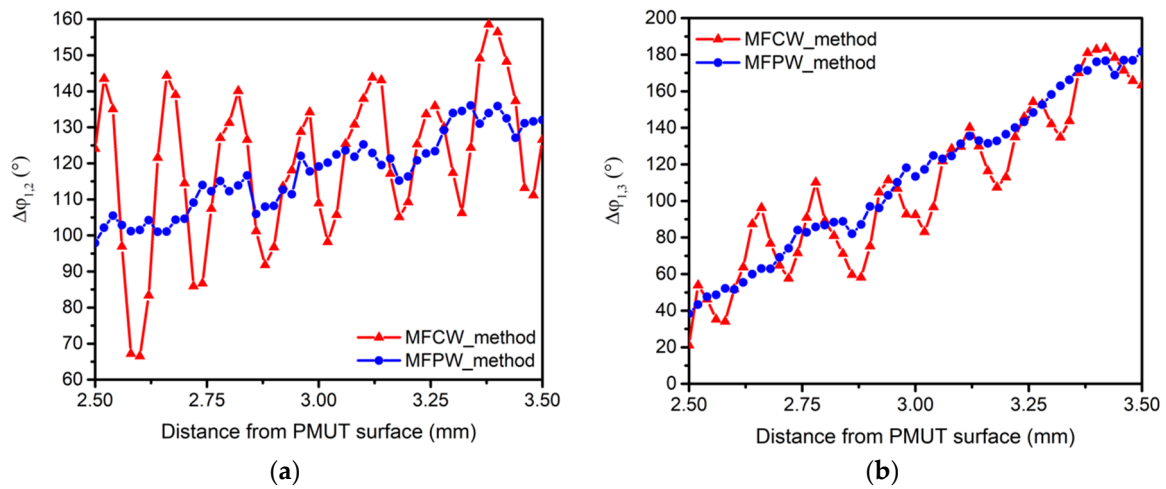 160
150
140
130
120
110
100
90
80
70
60
Δφ1,2 (°)
MFCW_method
MFPW_method
2.50 2.75 3.00 3.25 3.50
Distance from PMUT surface (mm)
(a)
200
180
160
140
120
100
80
60
40
20
0
Δφ1,3 (°)
MFCW_method
MFPW_method
2.50 2.75 3.00 3.25 3.50
Distance from PMUT surface (mm)
(b)